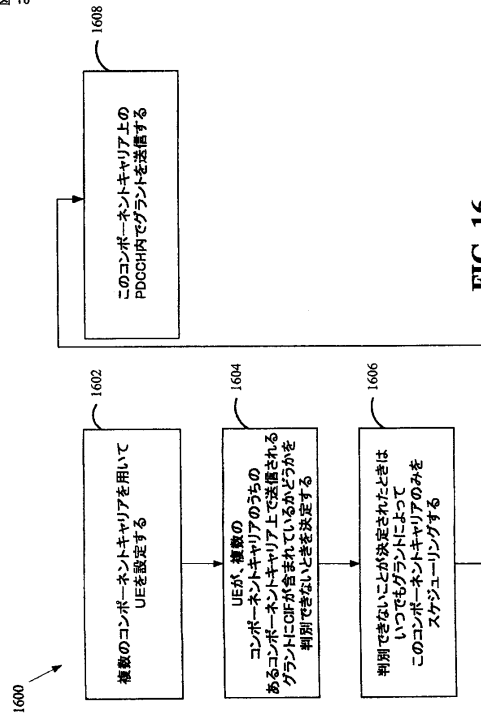 図 16
1600
1602
複数のコンポーネントキャリアを用いて
UEを設定する
1604
UEが、複数の
コンポーネントキャリアのうちの
あるコンポーネントキャリア上で送信される
グラントにCIFが含まれているかどうかを
判別できないときを決定する
1606
判別できないことが決定されたときは
いつでもグラントによって
このコンポーネントキャリアのみを
スケジューリングする
1608
このコンポーネントキャリア上の
PDCCH内でグラントを送信する
FIG. 16